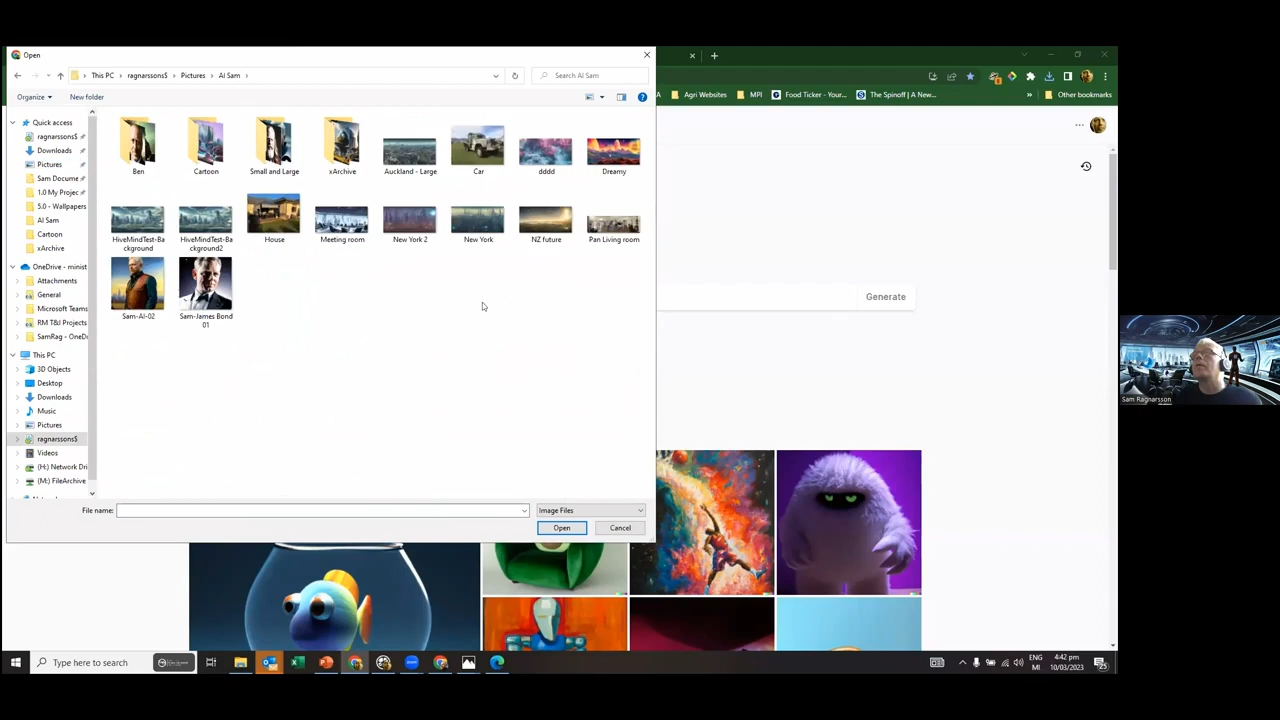 Open
This PC
ragnarssons$
Pictures
AI Sam
Search AI Sam
Organize
New folder
Agri Websites
MPI
Food Ticker - Your...
The Spinoff | A New...
»
Other bookmarks
Quick access
ragnarssons$
Downloads
Pictures
Sam Docume
1.0 My Projec
5.0 - Wallpapers
AI Sam
Cartoon
xArchive
OneDrive - minist
Attachments
General
Microsoft Teams
RM T&I Projects
SamRag - OneD
This PC
3D Objects
Desktop
Downloads
Music
Pictures
ragnarssons$
Videos
(H:) Network Dri
(M:) FileArchive
Ben
Cartoon
Small and Large
xArchive
Auckland - Large
Car
dddd
Dreamy
HiveMindTest-Ba
ckground
HiveMindTest-Ba
ckground2
House
Meeting room
New York 2
New York
NZ future
Pan Living room
Sam-AI-02
Sam-James Bond
01
Generate
File name:
Image Files
Open
Cancel
Sam Ragnarsson
Type here to search
ENG
MI
4:42 pm
10/03/2023
25